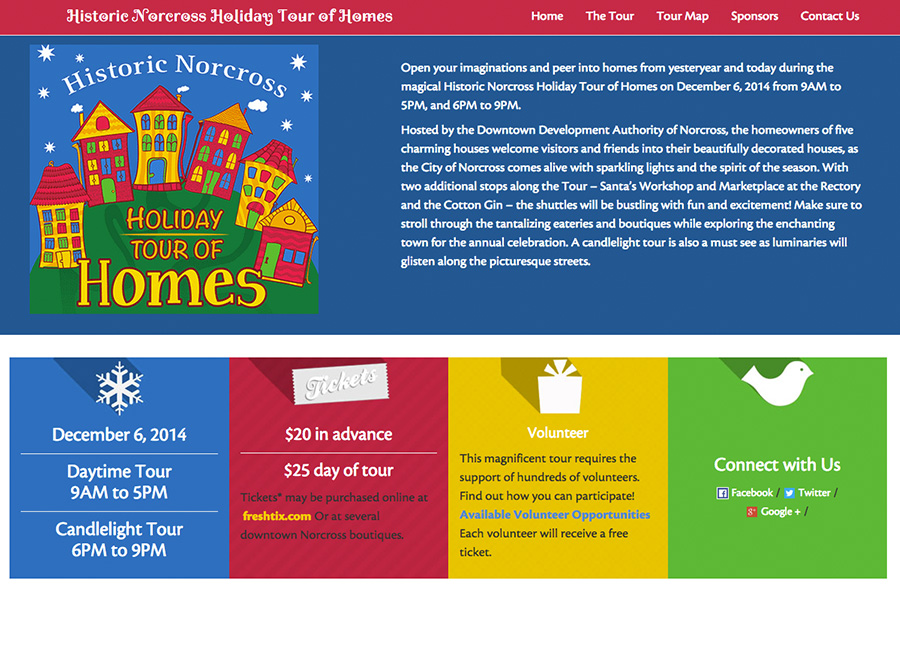 Historic Norcross Holiday Tour of Homes
Home The Tour Tour Map Sponsors Contact Us
Historic Norcross
HOLIDAY
TOUR OF
Homes
Open your imaginations and peer into homes from yesteryear and today during the
magical Historic Norcross Holiday Tour of Homes on December 6, 2014 from 9AM to
5PM, and 6PM to 9PM.
Hosted by the Downtown Development Authority of Norcross, the homeowners of five
charming houses welcome visitors and friends into their beautifully decorated houses, as
the City of Norcross comes alive with sparkling lights and the spirit of the season. With
two additional stops along the Tour – Santa's Workshop and Marketplace at the Rectory
and the Cotton Gin – the shuttles will be bustling with fun and excitement! Make sure to
stroll through the tantalizing eateries and boutiques while exploring the enchanting
town for the annual celebration. A candlelight tour is also a must see as luminaries will
glisten along the picturesque streets.
December 6, 2014
Daytime Tour
9AM to 5PM
Candlelight Tour
6PM to 9PM
Tickets
$20 in advance
$25 day of tour
Tickets* may be purchased online at
freshtix.com Or at several
downtown Norcross boutiques.
Volunteer
This magnificent tour requires the
support of hundreds of volunteers.
Find out how you can participate!
Available Volunteer Opportunities
Each volunteer will receive a free
ticket.
Connect with Us
Facebook / Twitter /
Google + /